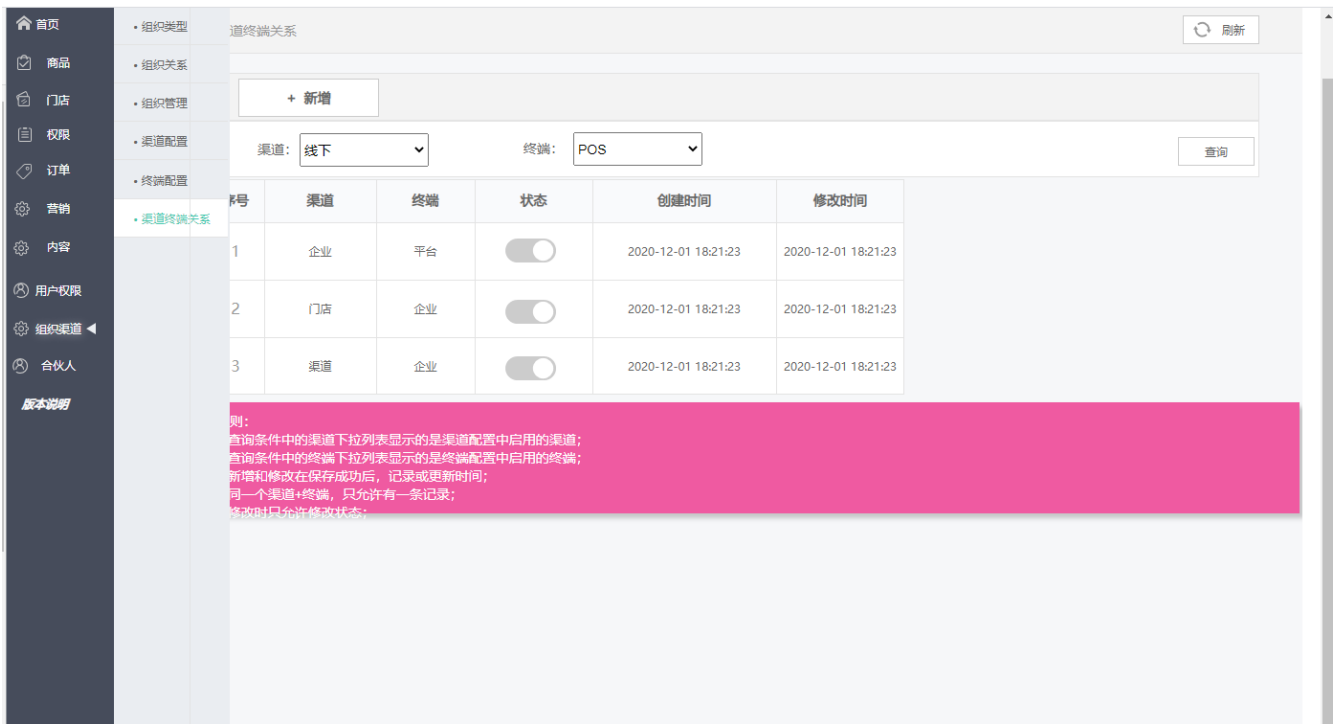 首页
商品
门店
权限
订单
营销
内容
用户权限
组织渠道
合伙人
版本说明
• 组织类型
• 组织关系
• 组织管理
• 渠道配置
• 终端配置
• 渠道终端关系
道终端关系
刷新
+ 新增
渠道： 线下 终端： POS 查询
号 渠道 终端 状态 创建时间 修改时间
1 企业 平台 2020-12-01 18:21:23 2020-12-01 18:21:23
2 门店 企业 2020-12-01 18:21:23 2020-12-01 18:21:23
3 渠道 企业 2020-12-01 18:21:23 2020-12-01 18:21:23
则：
查询条件中的渠道下拉列表显示的是渠道配置中启用的渠道；
查询条件中的终端下拉列表显示的是终端配置中启用的终端；
新增和修改在保存成功后，记录或更新时间；
同一个渠道+终端，只允许有一条记录；
修改时只允许修改状态；